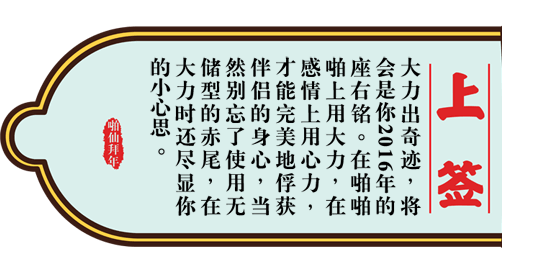 上签
大力出奇迹，将
会是你2016年的
座右铭。在啪啪
啪上用大力，在
感情上用心力，
才能完美地俘获
伴侣的身心，当
然别忘了使用无
储型的赤尾，在
大力时还尽显你
的小心思。
啪仙拜年